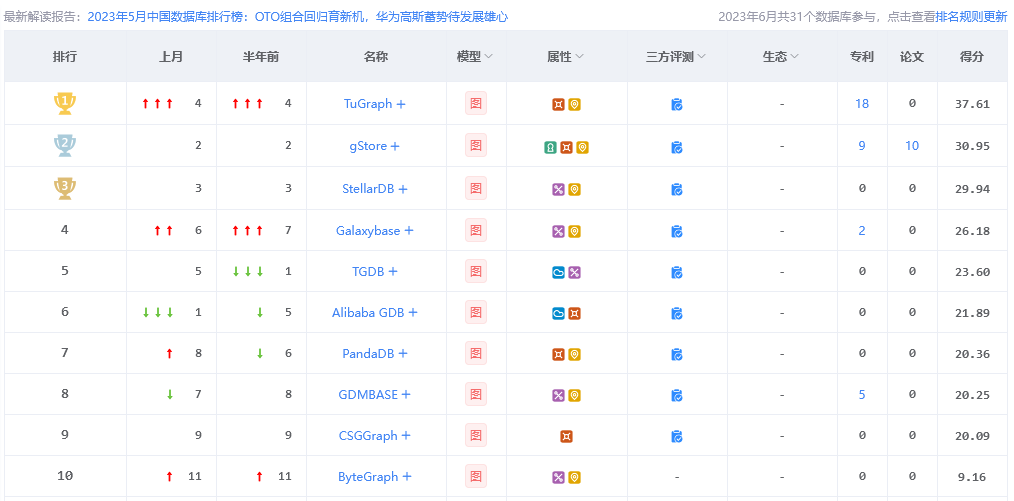 最新解读报告：2023年5月中国数据库排行榜：OTO组合回归育新机，华为高斯蓄势待发展雄心 2023年6月共31个数据库参与，点击查看排名规则更新
排行 上月 半年前 名称 模型 属性 三方评测 生态 专利 论文 得分
1 ↑↑↑ 4 ↑↑↑ 4 TuGraph + 图 - 18 0 37.61
2 2 2 gStore + 图 - 9 10 30.95
3 3 3 StellarDB + 图 - 0 0 29.94
4 ↑↑ 6 ↑↑↑ 7 Galaxybase + 图 - 2 0 26.18
5 5 ↓↓↓ 1 TGDB + 图 - 0 0 23.60
6 ↓↓↓ 1 ↓ 5 Alibaba GDB + 图 - 0 0 21.89
7 ↑ 8 ↓ 6 PandaDB + 图 - 0 0 20.36
8 ↓ 7 8 GDMBASE + 图 - 5 0 20.25
9 9 9 CSGGraph + 图 - 0 0 20.09
10 ↑ 11 ↑ 11 ByteGraph + 图 - - 0 0 9.16